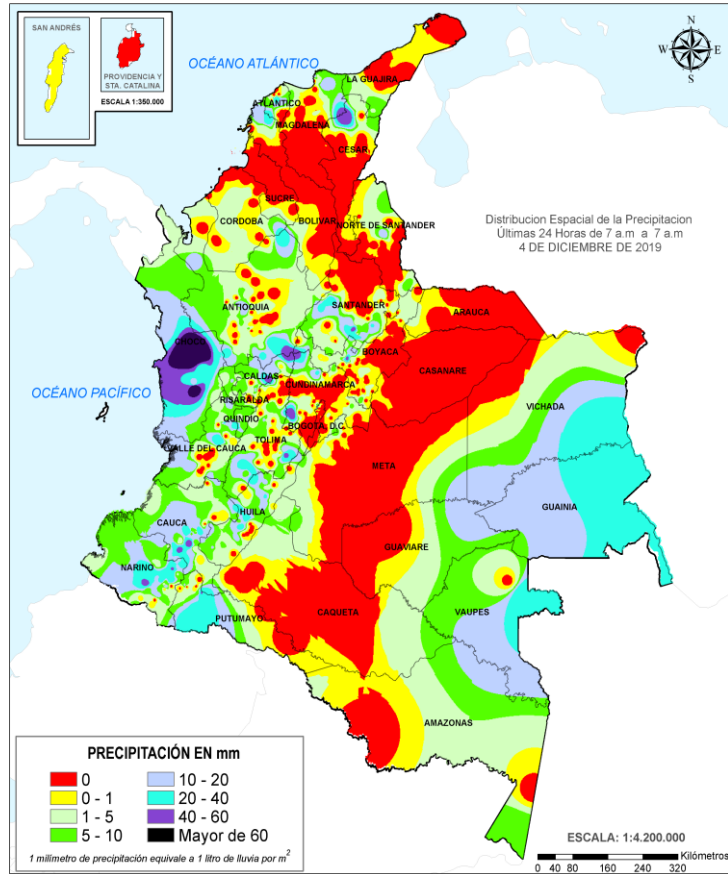 SAN ANDRÉS
PROVIDENCIA Y
STA. CATALINA
ESCALA 1:350.000
N
W
E
S
OCÉANO ATLÁNTICO
LA GUAJIRA
ATLANTICO
MAGDALENA
CESAR
SUCRE
CORDOBA
BOLIVAR
NORTE DE SANTANDER
Distribucion Espacial de la Precipitacion
Últimas 24 Horas de 7 a.m a 7 a.m
4 DE DICIEMBRE DE 2019
ANTIOQUIA
SANTANDER
ARAUCA
CHOCO
BOYACA
CASANARE
OCÉANO PACÍFICO
CALDAS
CUNDINAMARCA
RISARALDA
VICHADA
QUINDIO
BOGOTA, D.C.
TOLIMA
VALLE DEL CAUCA
META
GUAINIA
HUILA
CAUCA
GUAVIARE
NARIÑO
CAQUETA
VAUPES
PUTUMAYO
AMAZONAS
PRECIPITACIÓN EN mm
0
10 - 20
0 - 1
20 - 40
1 - 5
40 - 60
5 - 10
Mayor de 60
1 milímetro de precipitación equivale a 1 litro de lluvia por m²
ESCALA: 1:4.200.000
Kilómetros
0 40 80 160 240 320